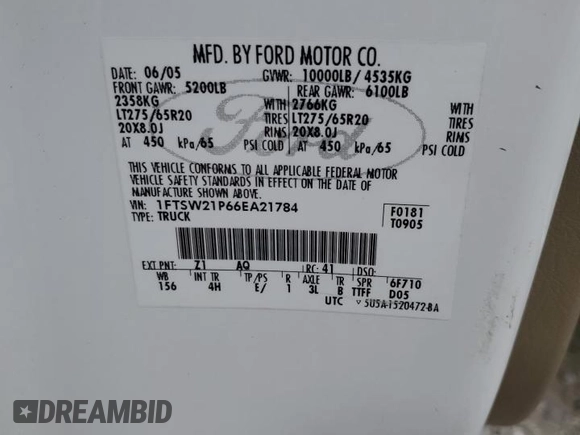 MFD. BY FORD MOTOR CO.
DATE 06/05 GVWR: 10000LB / 4535KG
FRONT GAWR: 5200LB REAR GAWR: 6100LB
2358KG WITH 2766KG WITH
LT275/65R20 TIRES LT275/65R20 TIRES
20X8.0J RIMS 20X8.0J RIMS
AT 450 kPa/65 PSI COLD AT 450 kPa/65 PSI COLD
THIS VEHICLE CONFORMS TO ALL APPLICABLE FEDERAL MOTOR
VEHICLE SAFETY STANDARDS IN EFFECT ON THE DATE OF
MANUFACTURE SHOWN ABOVE.
VIN: 1FTSW21P66EA21784 F0181
TYPE: TRUCK T0905
EXT PNT: Z1 AQ RC: 41 DSO:
WB INT TR TP/PS R AXLE TR SPR 6F710
156 4H E/ 1 3L B TTFF D05
UTC 5U5A-1520472-BA
Ford
DREAMBID